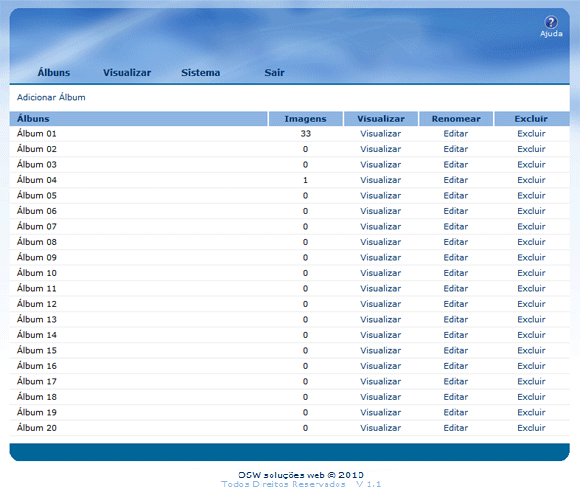 Ajuda
Álbuns Visualizar Sistema Sair
Adicionar Álbum
Álbuns Imagens Visualizar Renomear Excluir
Álbum 01 33 Visualizar Editar Excluir
Álbum 02 0 Visualizar Editar Excluir
Álbum 03 0 Visualizar Editar Excluir
Álbum 04 1 Visualizar Editar Excluir
Álbum 05 0 Visualizar Editar Excluir
Álbum 06 0 Visualizar Editar Excluir
Álbum 07 0 Visualizar Editar Excluir
Álbum 08 0 Visualizar Editar Excluir
Álbum 09 0 Visualizar Editar Excluir
Álbum 10 0 Visualizar Editar Excluir
Álbum 11 0 Visualizar Editar Excluir
Álbum 12 0 Visualizar Editar Excluir
Álbum 13 0 Visualizar Editar Excluir
Álbum 14 0 Visualizar Editar Excluir
Álbum 15 0 Visualizar Editar Excluir
Álbum 16 0 Visualizar Editar Excluir
Álbum 17 0 Visualizar Editar Excluir
Álbum 18 0 Visualizar Editar Excluir
Álbum 19 0 Visualizar Editar Excluir
Álbum 20 0 Visualizar Editar Excluir
OSW soluções web © 2010
Todos Direitos Reservados - V 1.1